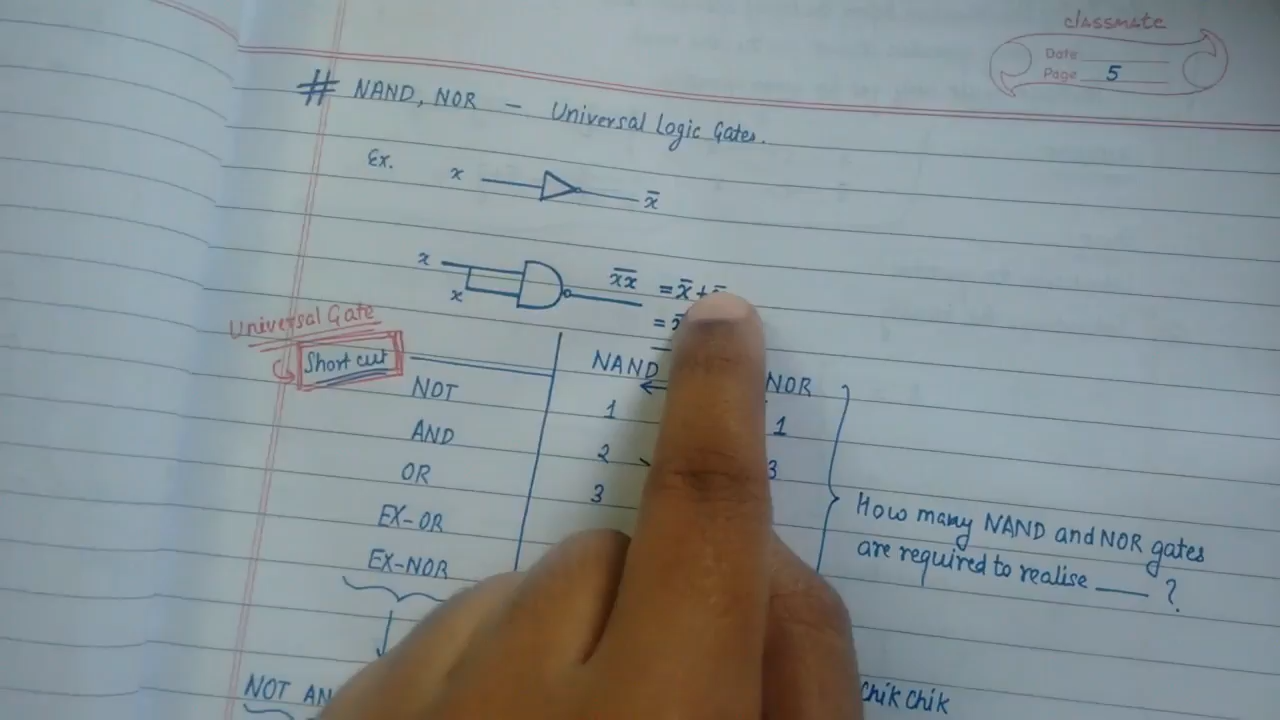 classmate
Date
Page 5
# NAND, NOR – Universal Logic Gates.
Ex. x x̄
x x̅x̅ = x̄ +
x =
Universal Gate
Short cut NAND NOR
NOT 1 1
AND 2 3
OR 3
EX-OR
EX-NOR
How many NAND and NOR gates
are required to realise ___ ?
NOT AN chik chik